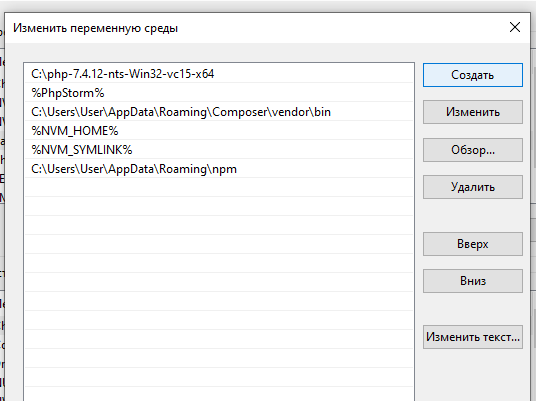 Изменить переменную среды
C:\php-7.4.12-nts-Win32-vc15-x64
%PhpStorm%
C:\Users\User\AppData\Roaming\Composer\vendor\bin
%NVM_HOME%
%NVM_SYMLINK%
C:\Users\User\AppData\Roaming\npm
Создать
Изменить
Обзор...
Удалить
Вверх
Вниз
Изменить текст...